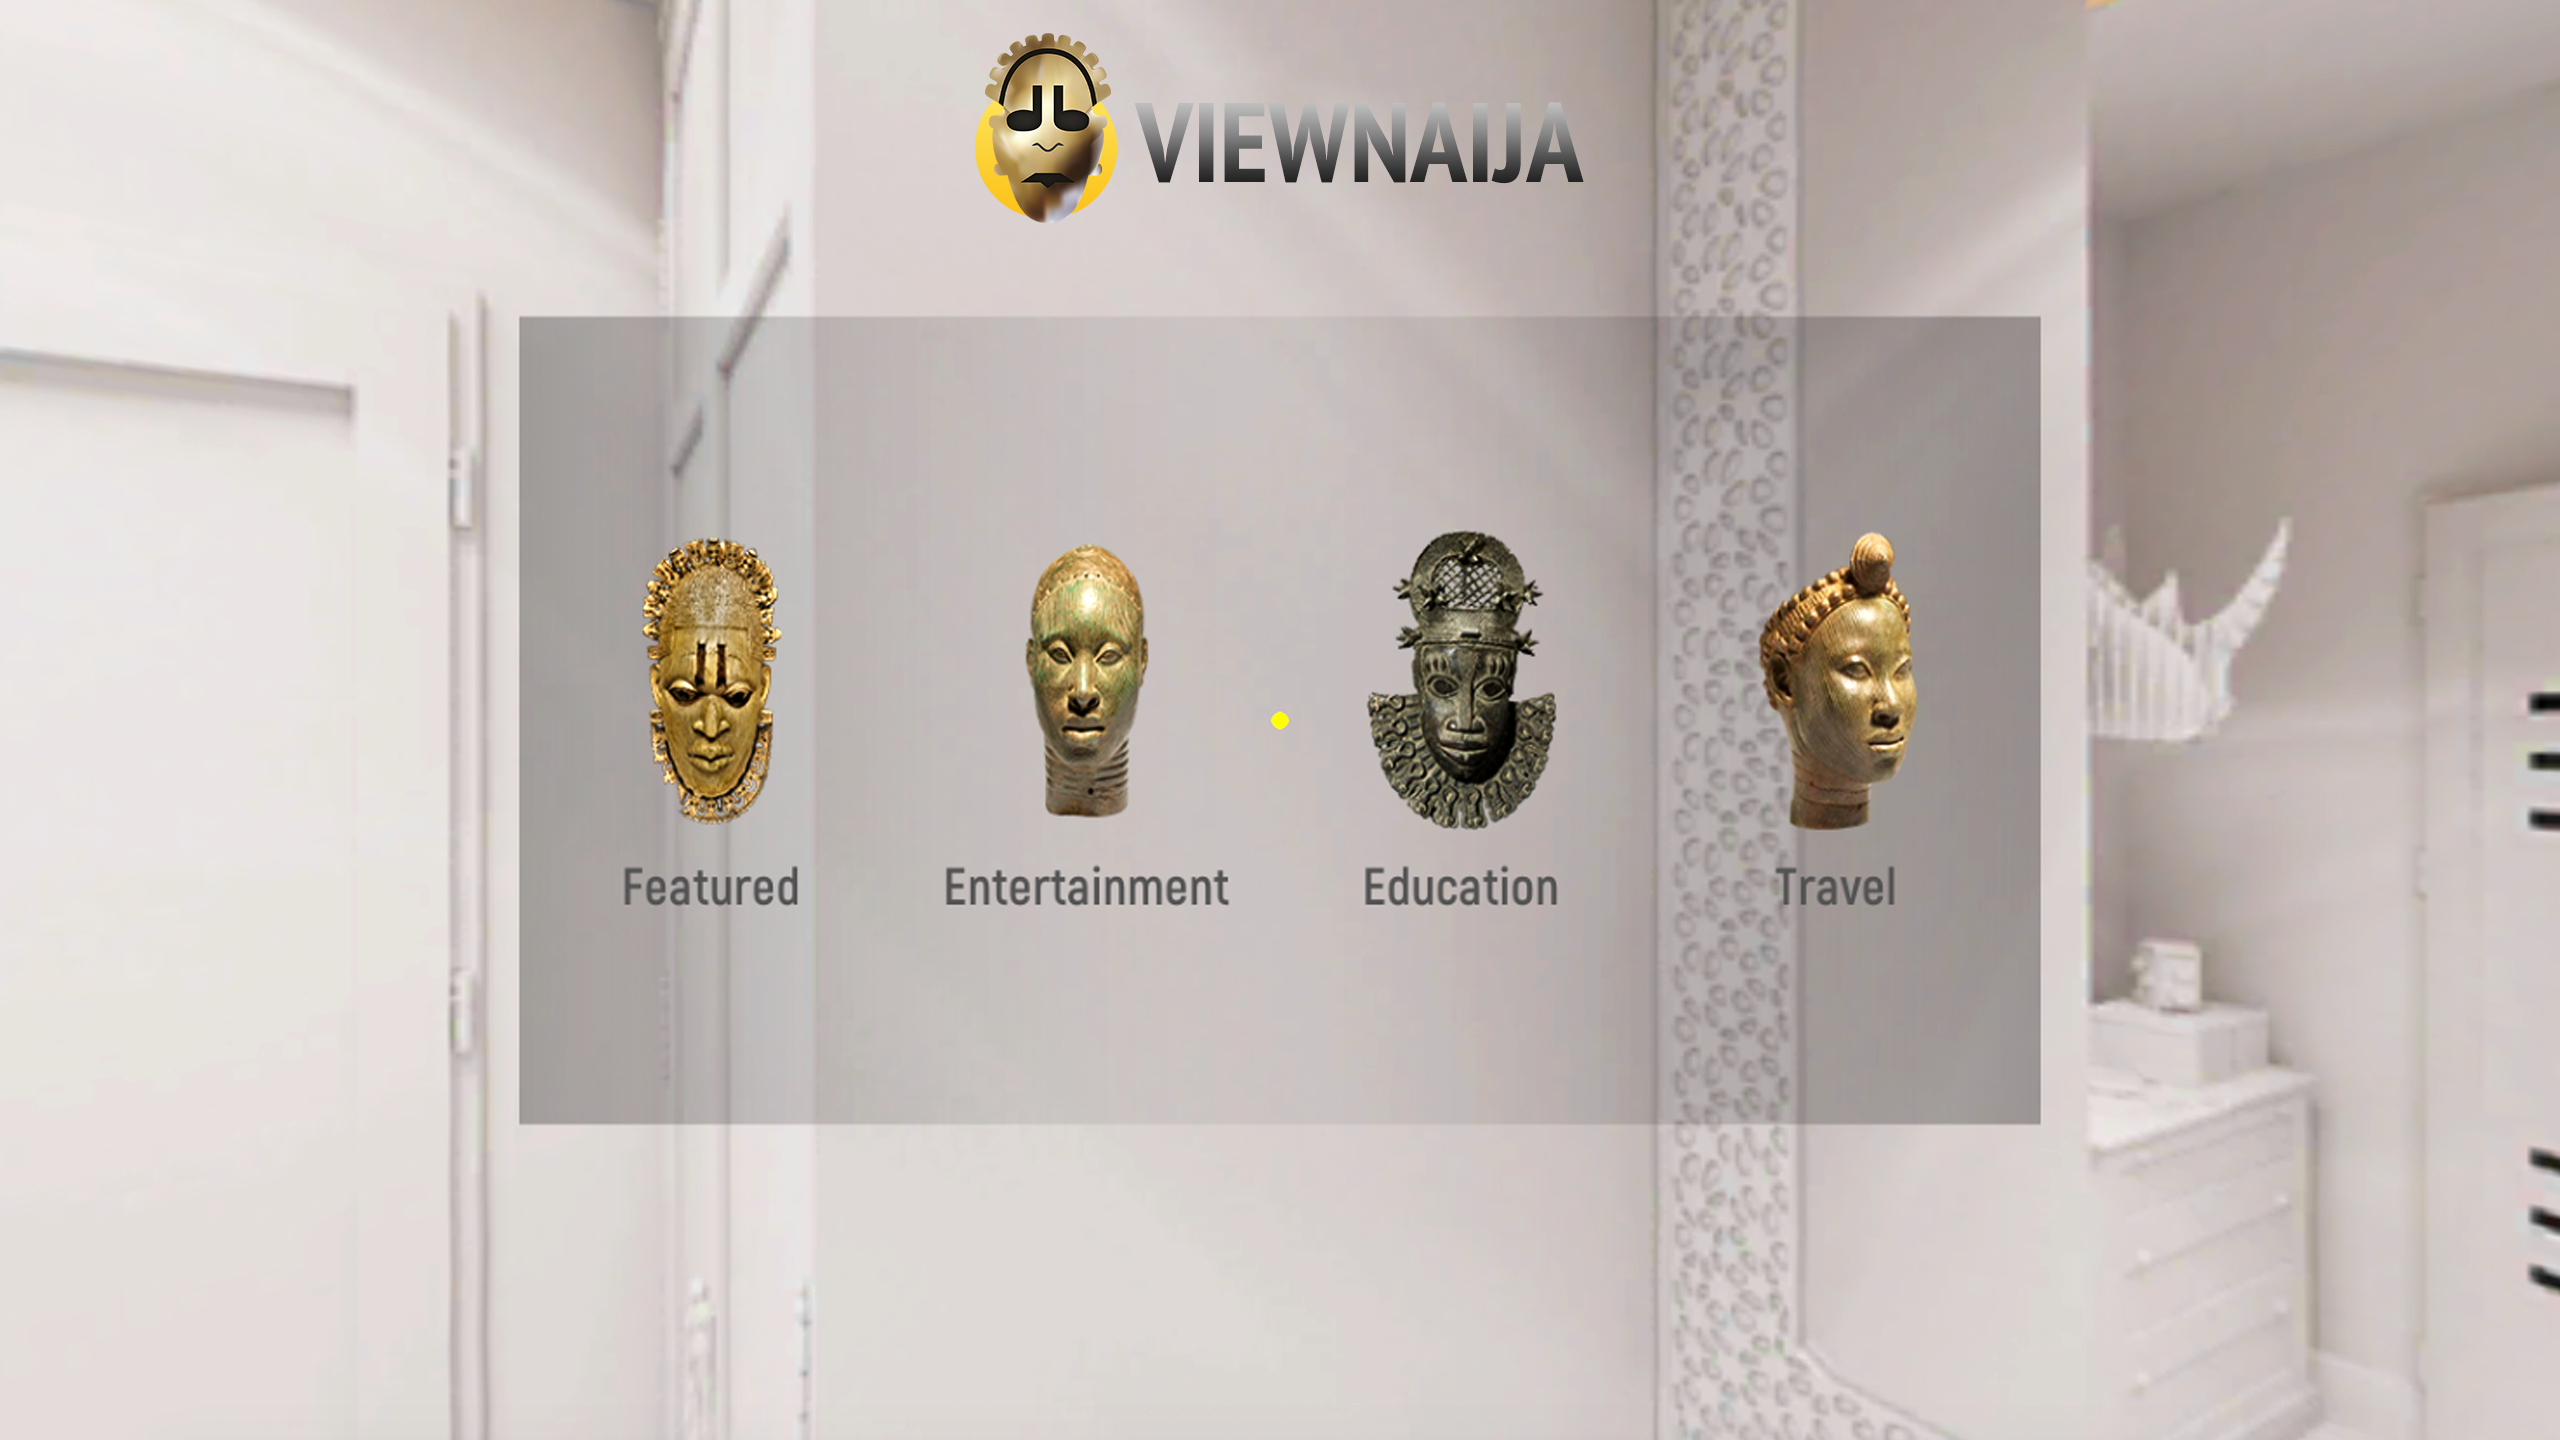 VIEWNAIJA
Featured
Entertainment
Education
Travel